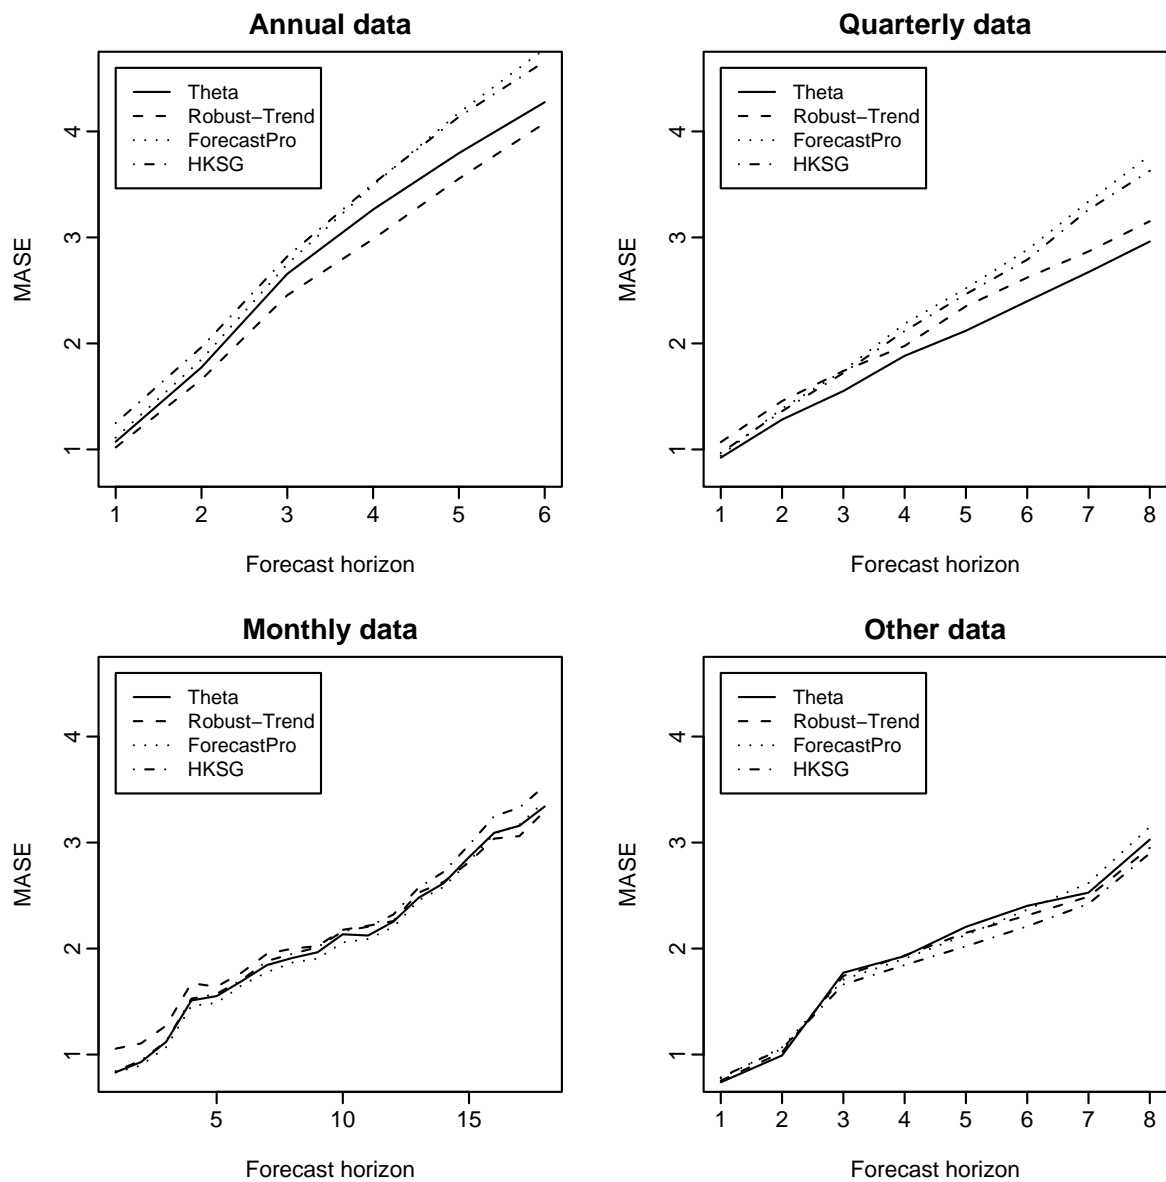 Annual data
Theta
Robust−Trend
ForecastPro
HKSG
MASE
1
2
3
4
1 2 3 4 5 6
Forecast horizon
Quarterly data
Theta
Robust−Trend
ForecastPro
HKSG
MASE
1
2
3
4
1 2 3 4 5 6 7 8
Forecast horizon
Monthly data
Theta
Robust−Trend
ForecastPro
HKSG
MASE
1
2
3
4
5 10 15
Forecast horizon
Other data
Theta
Robust−Trend
ForecastPro
HKSG
MASE
1
2
3
4
1 2 3 4 5 6 7 8
Forecast horizon